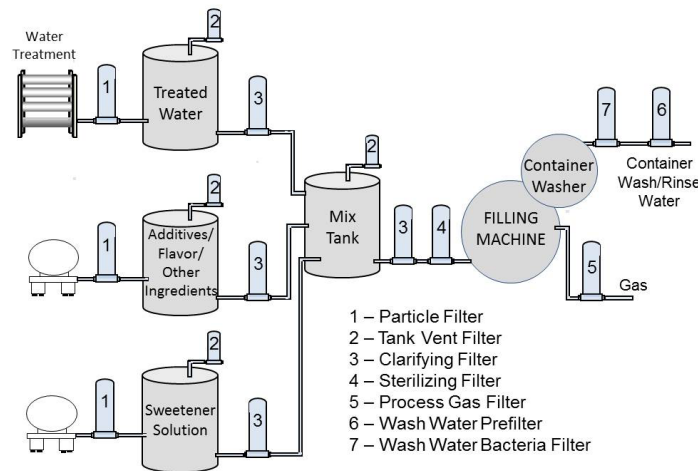 Water
Treatment
2
1
Treated
Water
3
2
7
6
Container
Washer
Container
Wash/Rinse
Water
2
Mix
Tank
3
4
FILLING
MACHINE
1
Additives/
Flavor/
Other
Ingredients
3
5
Gas
2
1
Sweetener
Solution
3
1 – Particle Filter
2 – Tank Vent Filter
3 – Clarifying Filter
4 – Sterilizing Filter
5 – Process Gas Filter
6 – Wash Water Prefilter
7 – Wash Water Bacteria Filter